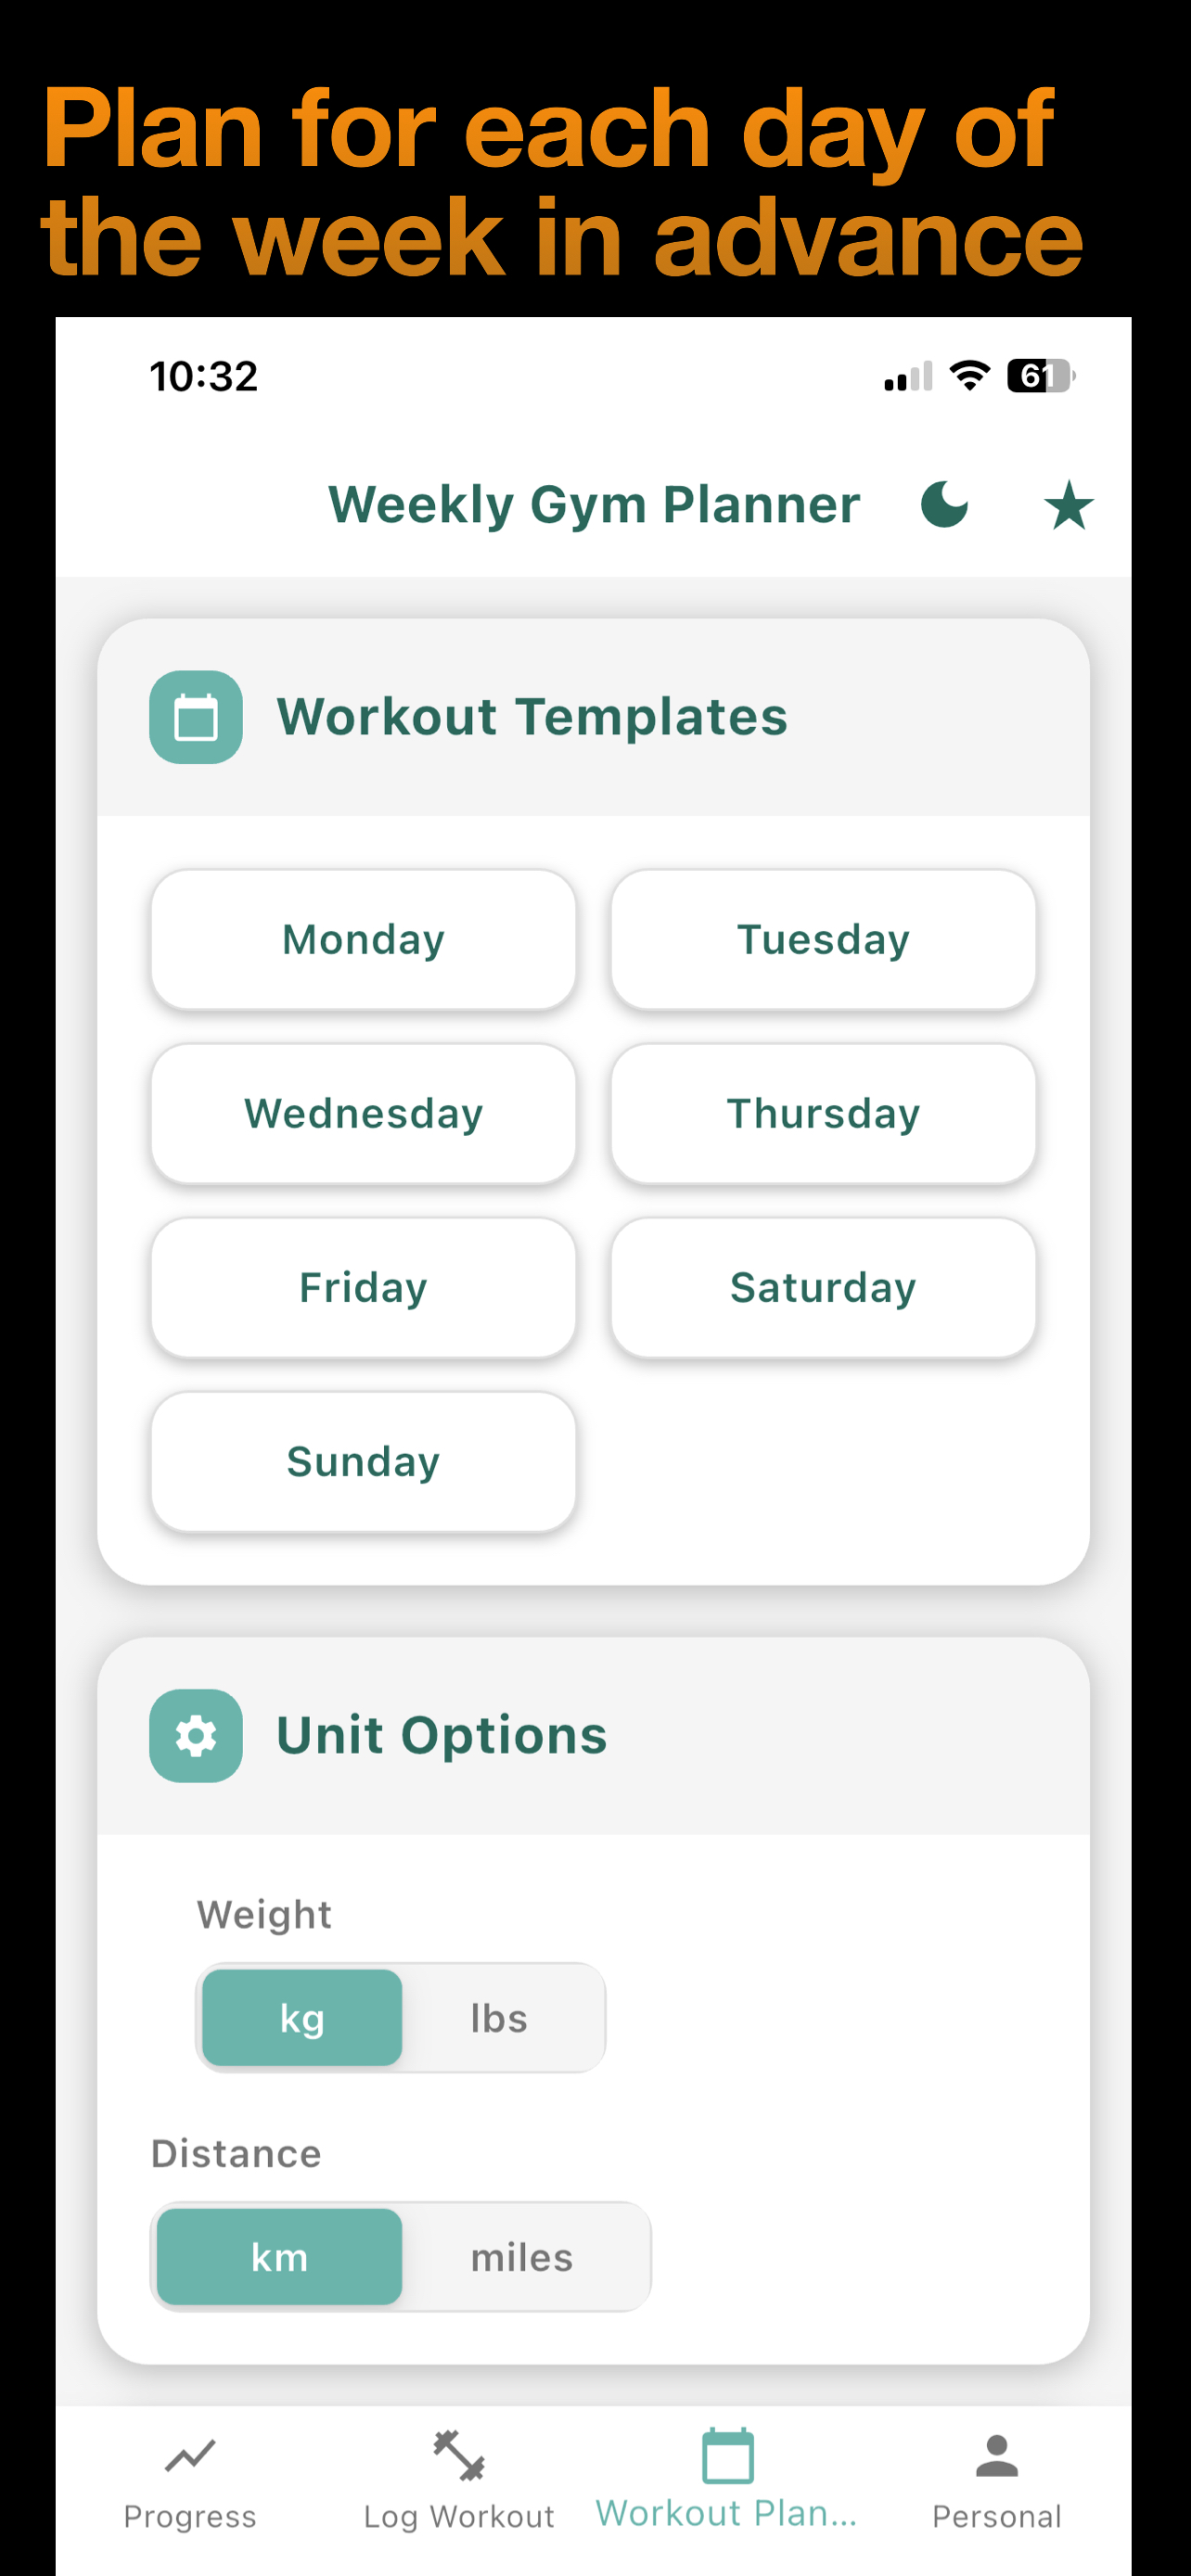 Plan for each day of
the week in advance
10:32
61
Weekly Gym Planner
Workout Templates
Monday
Tuesday
Wednesday
Thursday
Friday
Saturday
Sunday
Unit Options
Weight
kg
lbs
Distance
km
miles
Progress
Log Workout
Workout Plan...
Personal